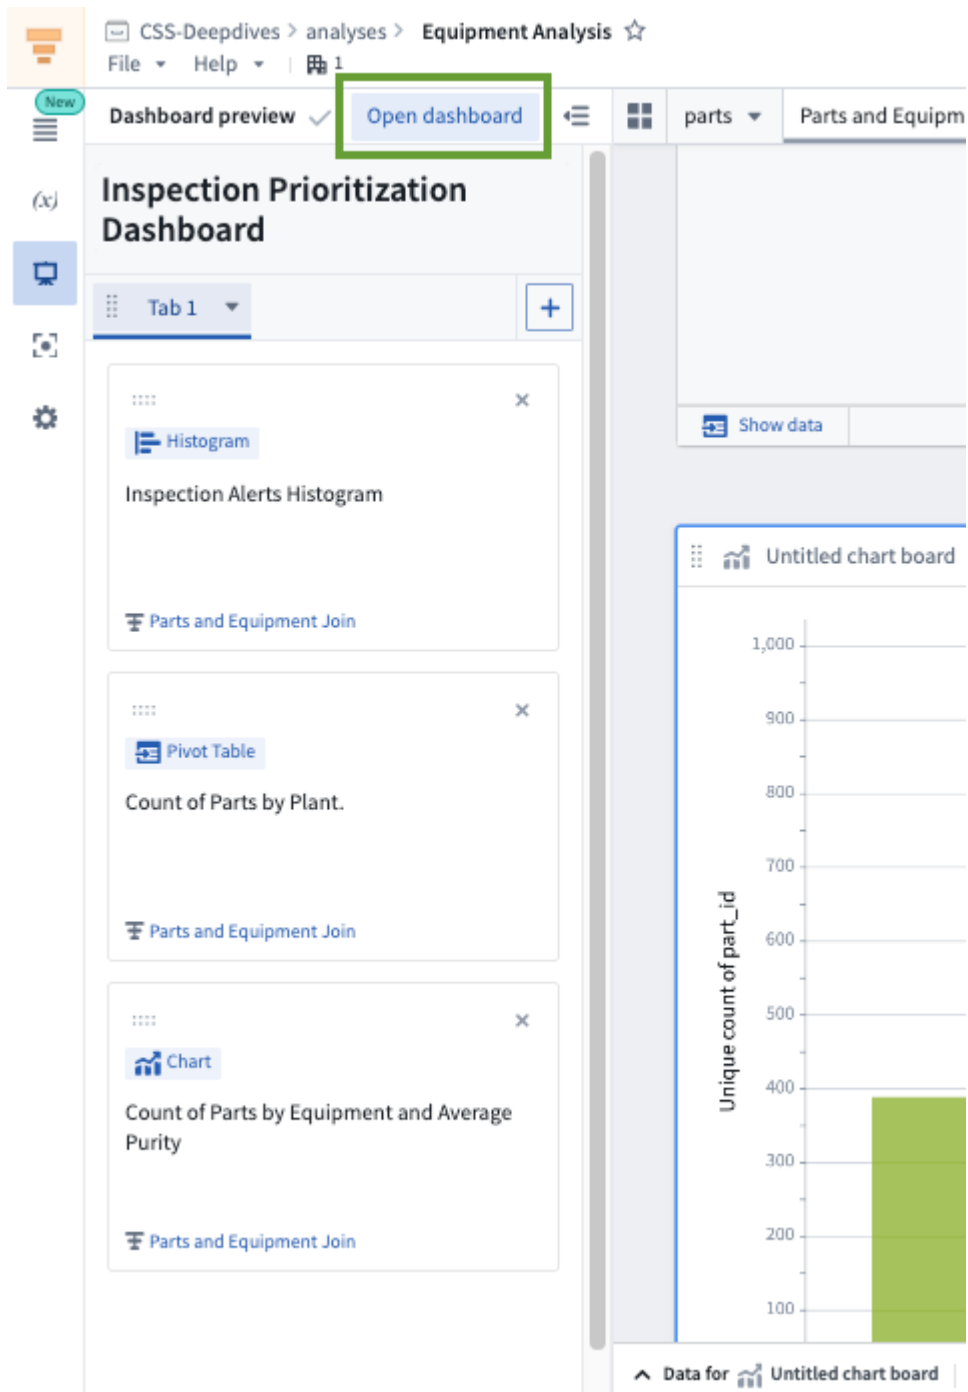 CSS-Deepdives > analyses > Equipment Analysis
File Help 1
New
Dashboard preview Open dashboard parts Parts and Equipm
(x)
Inspection Prioritization
Dashboard
Tab 1
Histogram
Inspection Alerts Histogram
Parts and Equipment Join
Pivot Table
Count of Parts by Plant.
Parts and Equipment Join
Chart
Count of Parts by Equipment and Average
Purity
Parts and Equipment Join
Show data
Untitled chart board
1,000
900
800
700
600
500
400
300
200
100
Unique count of part_id
Data for Untitled chart board